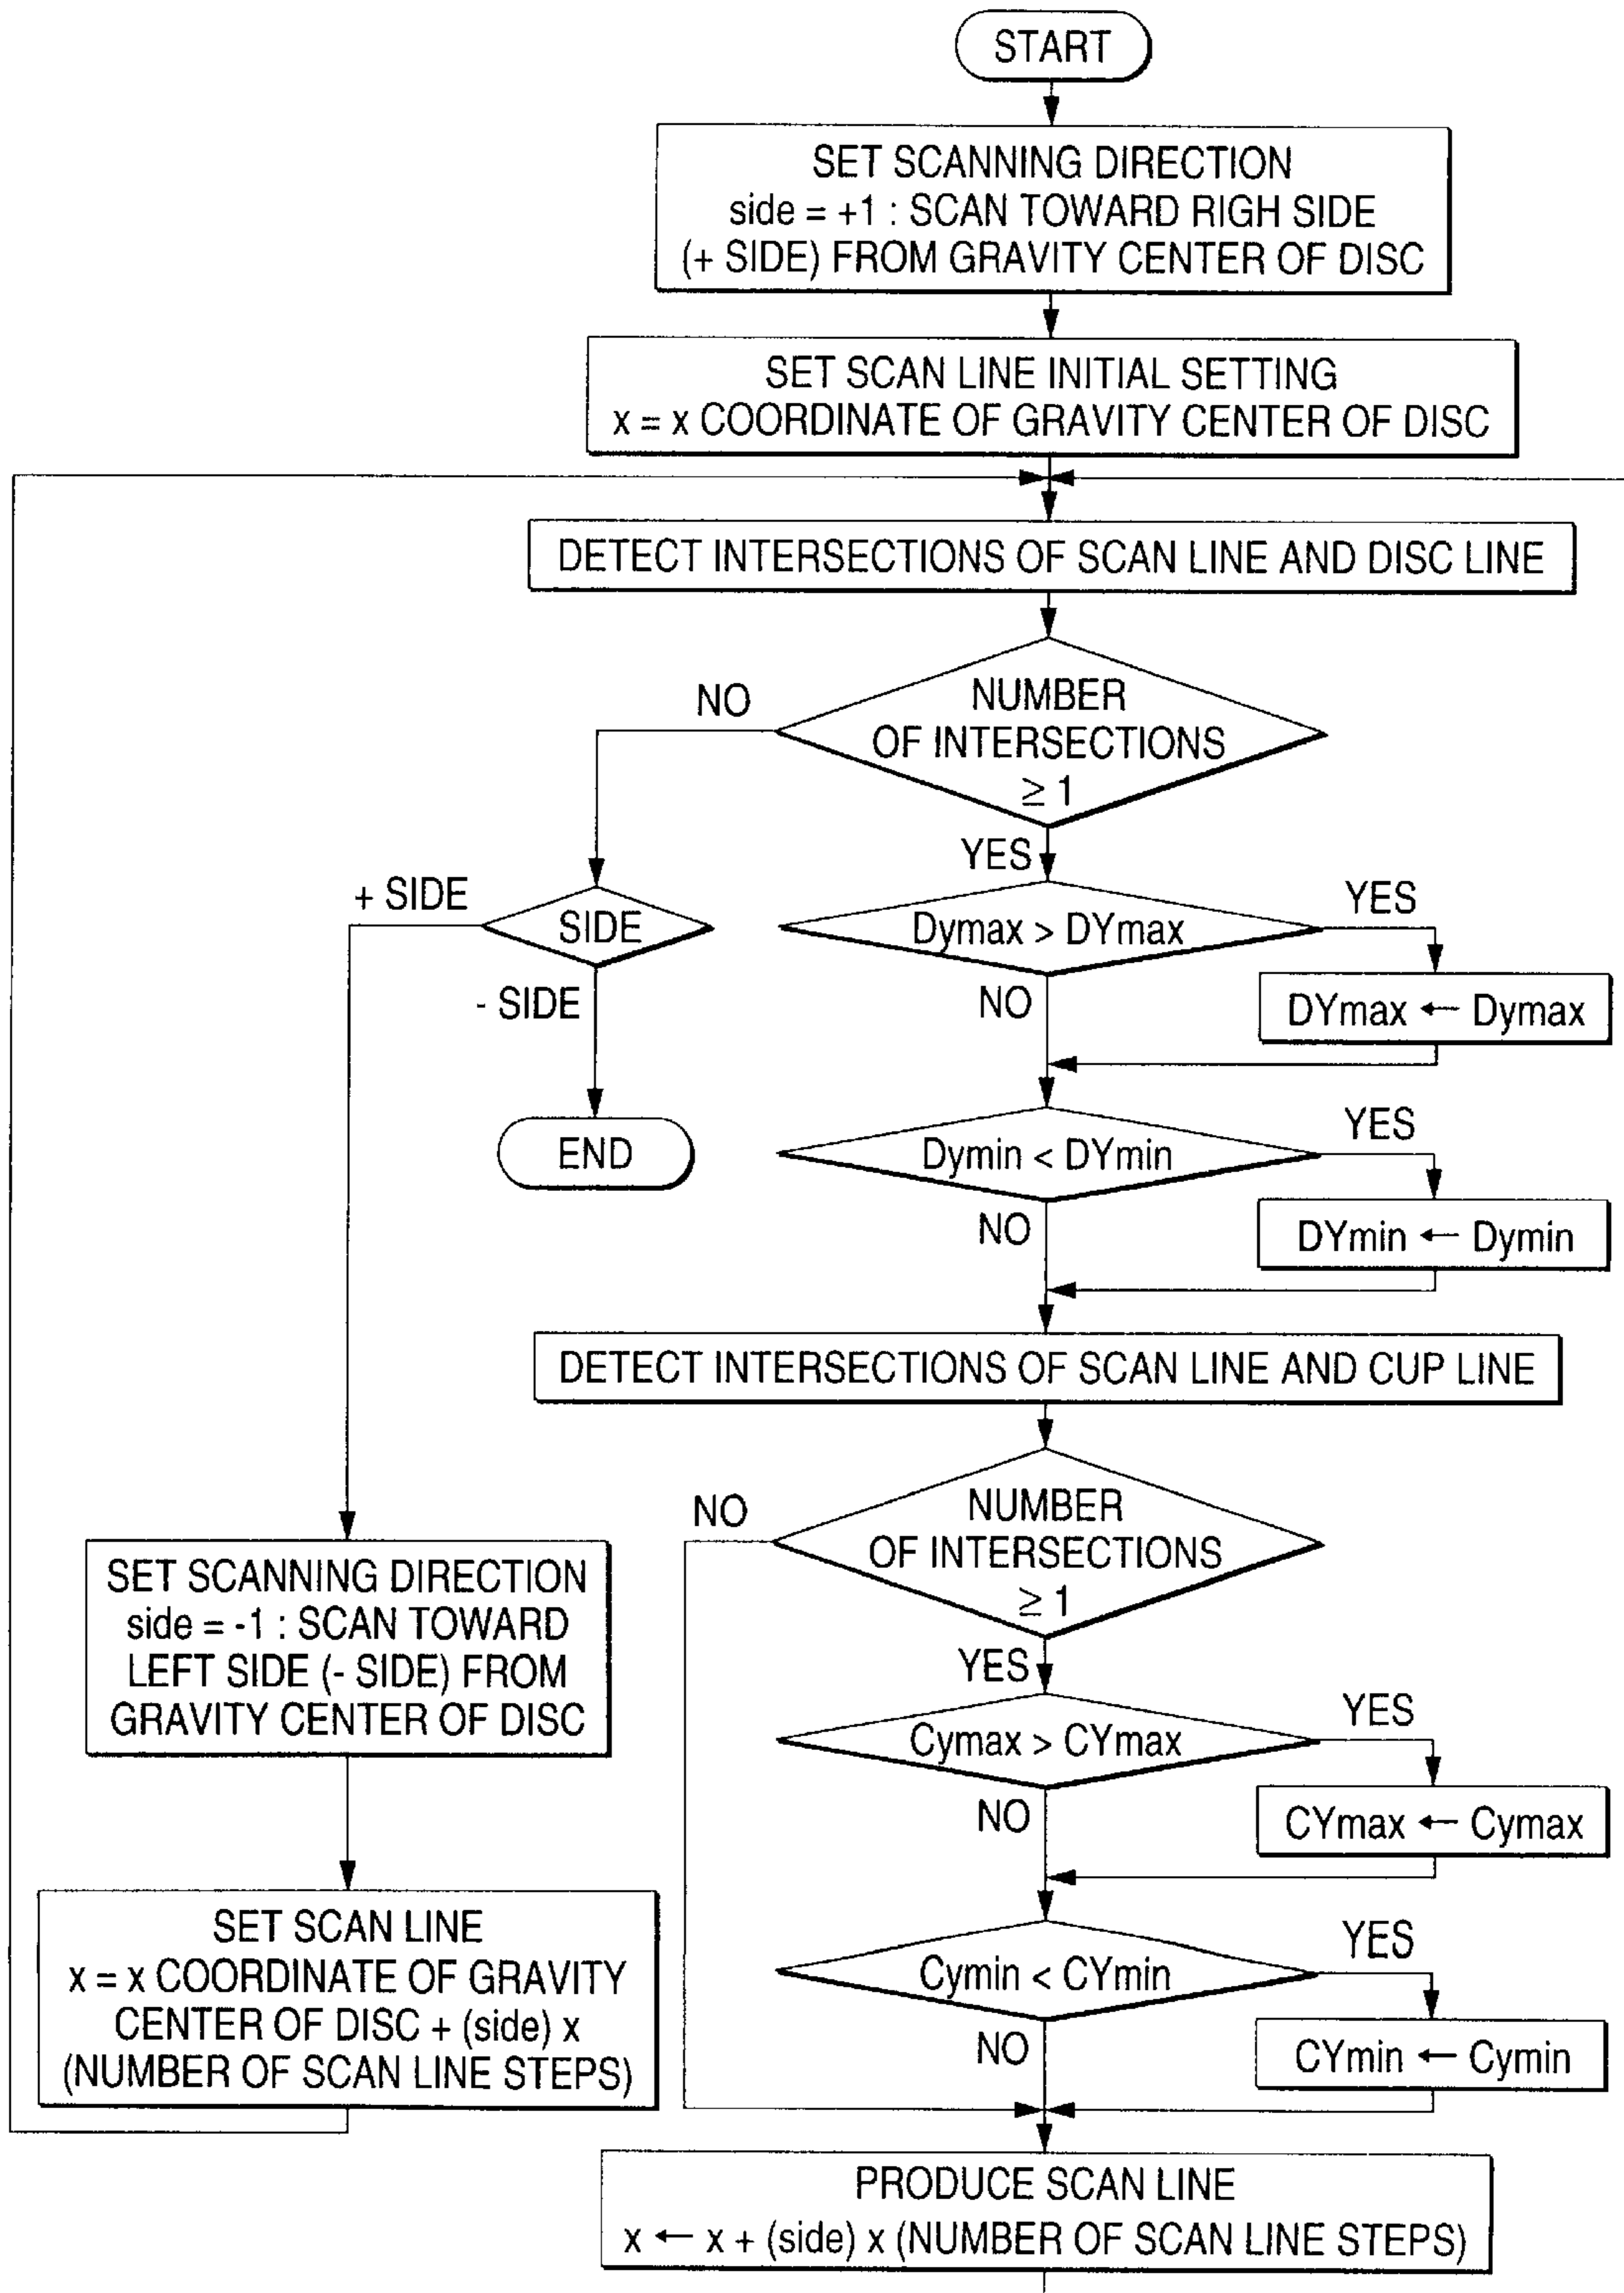 START
SET SCANNING DIRECTION
side = +1 : SCAN TOWARD RIGH SIDE
(+ SIDE) FROM GRAVITY CENTER OF DISC
SET SCAN LINE INITIAL SETTING
x = x COORDINATE OF GRAVITY CENTER OF DISC
DETECT INTERSECTIONS OF SCAN LINE AND DISC LINE
NUMBER
OF INTERSECTIONS
≥ 1
NO
YES
SIDE
+ SIDE
- SIDE
END
Dymax > DYmax
YES
NO
DYmax ← Dymax
Dymin < DYmin
YES
NO
DYmin ← Dymin
DETECT INTERSECTIONS OF SCAN LINE AND CUP LINE
NUMBER
OF INTERSECTIONS
≥ 1
NO
YES
SET SCANNING DIRECTION
side = -1 : SCAN TOWARD
LEFT SIDE (- SIDE) FROM
GRAVITY CENTER OF DISC
Cymax > CYmax
YES
NO
CYmax ← Cymax
SET SCAN LINE
x = x COORDINATE OF GRAVITY
CENTER OF DISC + (side) x
(NUMBER OF SCAN LINE STEPS)
Cymin < CYmin
YES
NO
CYmin ← Cymin
PRODUCE SCAN LINE
x ← x + (side) x (NUMBER OF SCAN LINE STEPS)